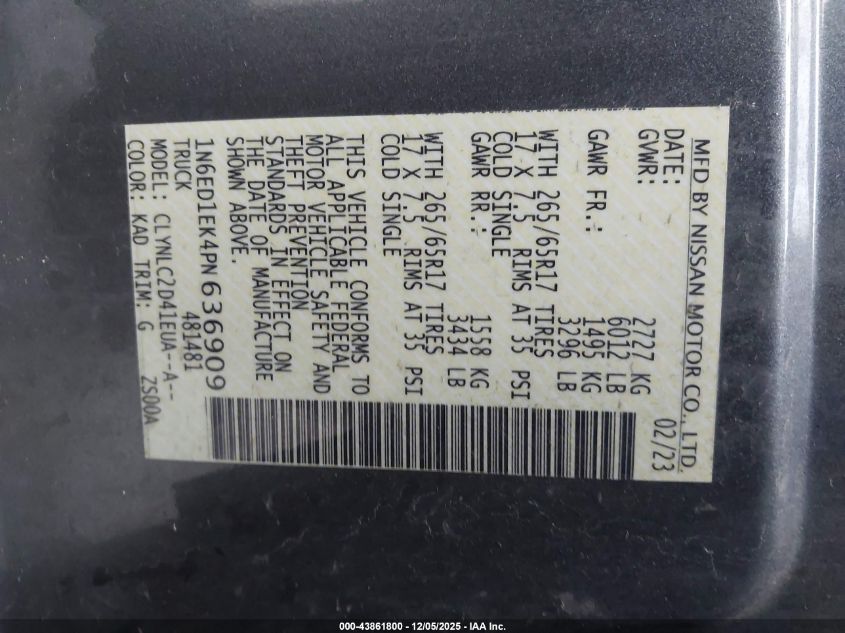 MFD BY NISSAN MOTOR CO., LTD.
DATE: 02/23
GVWR: 2727 KG
6012 LB
GAWR FR.: 1495 KG
3296 LB
WITH 265/65R17 TIRES
17 X 7.5 RIMS AT 35 PSI
COLD SINGLE
GAWR RR.: 1558 KG
3434 LB
WITH 265/65R17 TIRES
17 X 7.5 RIMS AT 35 PSI
COLD SINGLE
THIS VEHICLE CONFORMS TO
ALL APPLICABLE FEDERAL
MOTOR VEHICLE SAFETY AND
THEFT PREVENTION
STANDARDS IN EFFECT ON
THE DATE OF MANUFACTURE
SHOWN ABOVE.
1N6ED1EK4PN636909
TRUCK 481481
MODEL: CLYNLC2D41EUA--A--
COLOR: KAD TRIM: G 2S00A
000-43861800 - 12/05/2025 - IAA Inc.